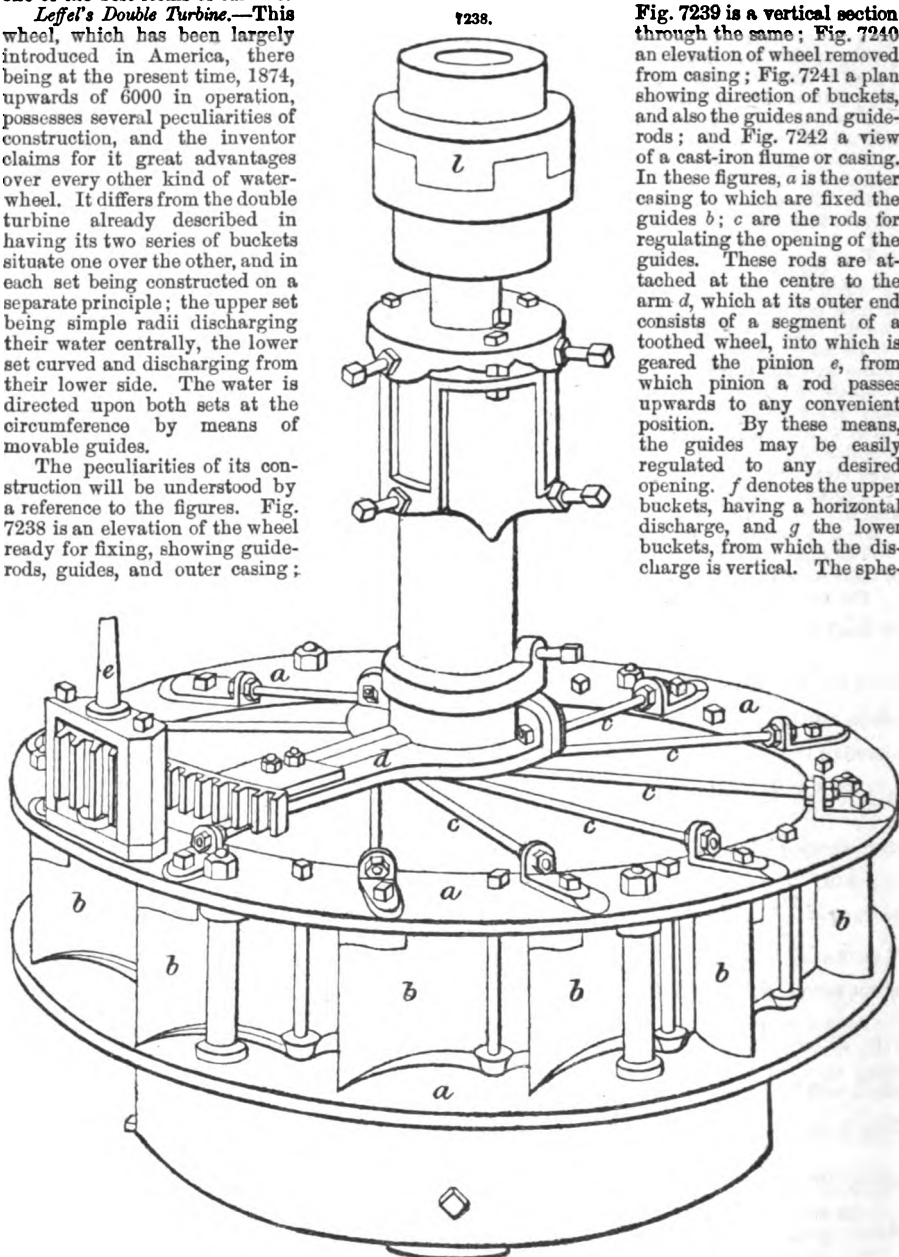 Leffel's Double Turbine.—This
wheel, which has been largely
introduced in America, there
being at the present time, 1874,
upwards of 6000 in operation,
possesses several peculiarities of
construction, and the inventor
claims for it great advantages
over every other kind of water-
wheel. It differs from the double
turbine already described in
having its two series of buckets
situate one over the other, and in
each set being constructed on a
separate principle; the upper set
being simple radii discharging
their water centrally, the lower
set curved and discharging from
their lower side. The water is
directed upon both sets at the
circumference by means of
movable guides.
The peculiarities of its con-
struction will be understood by
a reference to the figures. Fig.
7238 is an elevation of the wheel
ready for fixing, showing guide-
rods, guides, and outer casing;
7238.
Fig. 7239 is a vertical section
through the same; Fig. 7240
an elevation of wheel removed
from casing; Fig. 7241 a plan
showing direction of buckets,
and also the guides and guide-
rods; and Fig. 7242 a view
of a cast-iron flume or casing.
In these figures, a is the outer
casing to which are fixed the
guides b; c are the rods for
regulating the opening of the
guides. These rods are at-
tached at the centre to the
arm d, which at its outer end
consists of a segment of a
toothed wheel, into which is
geared the pinion e, from
which pinion a rod passes
upwards to any convenient
position. By these means,
the guides may be easily
regulated to any desired
opening. f denotes the upper
buckets, having a horizontal
discharge, and g the lower
buckets, from which the dis-
charge is vertical. The sphe-
l
e
a
a
c
d
c
c
c
c
a
b
b
b
b
b
b
a